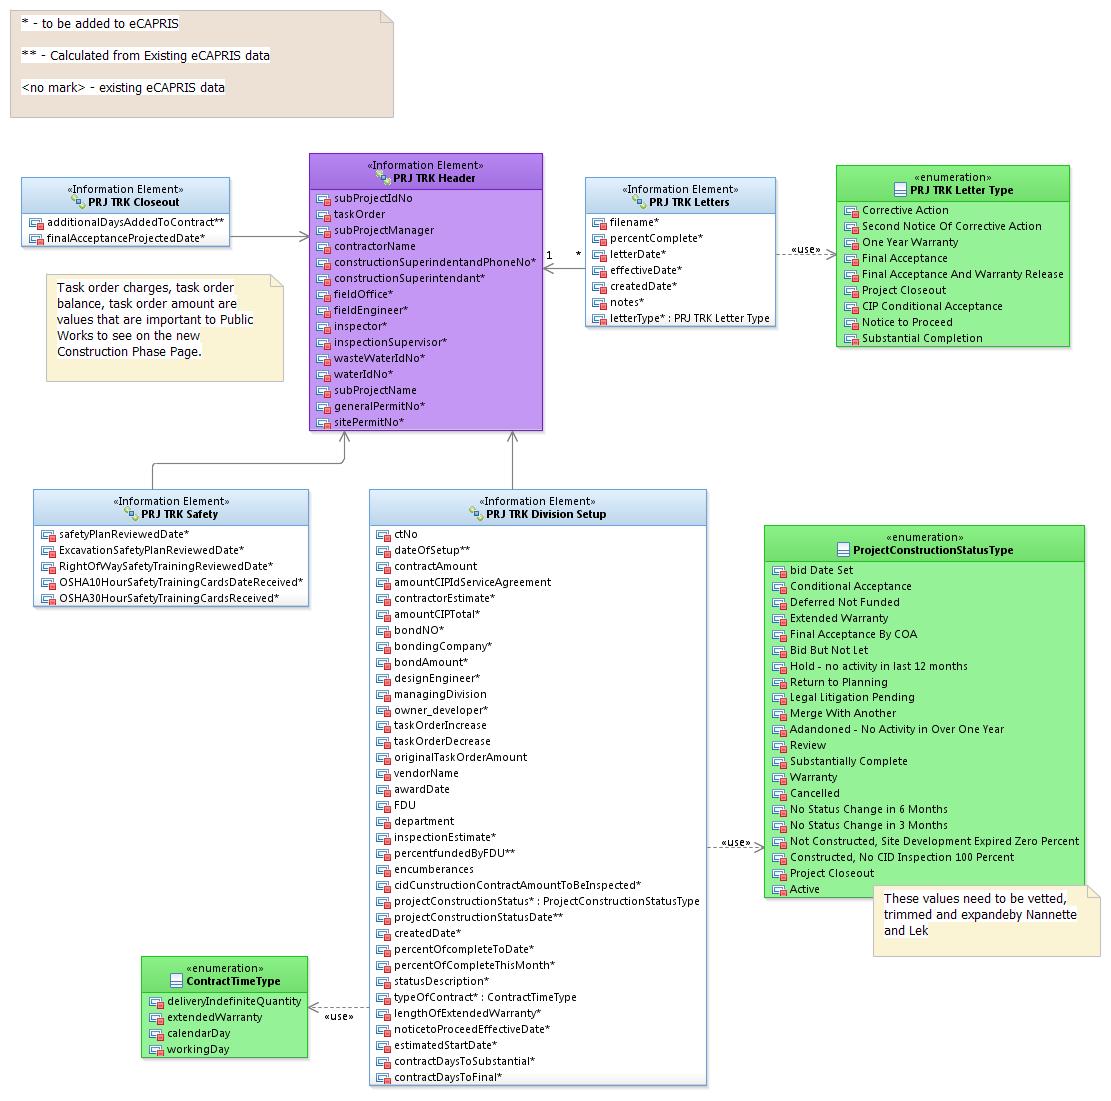 * - to be added to eCAPRIS
** - Calculated from Existing eCAPRIS data
<no mark> - existing eCAPRIS data
«Information Element»
PRJ TRK Closeout
additionalDaysAddedToContract**
finalAcceptanceProjectedDate*
Task order charges, task order
balance, task order amount are
values that are important to Public
Works to see on the new
Construction Phase Page.
«Information Element»
PRJ TRK Header
subProjectIdNo
taskOrder
subProjectManager
contractorName
constructionSuperindentandPhoneNo*
constructionSuperintendant*
fieldOffice*
fieldEngineer*
inspector*
inspectionSupervisor*
wasteWaterIdNo*
waterIdNo*
subProjectName
generalPermitNo*
sitePermitNo*
1
*
«Information Element»
PRJ TRK Letters
filename*
percentComplete*
letterDate*
effectiveDate*
createdDate*
notes*
letterType* : PRJ TRK Letter Type
«use»
«enumeration»
PRJ TRK Letter Type
Corrective Action
Second Notice Of Corrective Action
One Year Warranty
Final Acceptance
Final Acceptance And Warranty Release
Project Closeout
CIP Conditional Acceptance
Notice to Proceed
Substantial Completion
«Information Element»
PRJ TRK Safety
safetyPlanReviewedDate*
ExcavationSafetyPlanReviewedDate*
RightOfWaySafetyTrainingReviewedDate*
OSHA10HourSafetyTrainingCardsDateReceived*
OSHA30HourSafetyTrainingCardsReceived*
«Information Element»
PRJ TRK Division Setup
ctNo
dateOfSetup**
contractAmount
amountCIPIdServiceAgreement
contractorEstimate*
amountCIPTotal*
bondNO*
bondingCompany*
bondAmount*
designEngineer*
managingDivision
owner_developer*
taskOrderIncrease
taskOrderDecrease
originalTaskOrderAmount
vendorName
awardDate
FDU
department
inspectionEstimate*
percentfundedByFDU**
encumberances
cidCunstructionContractAmountToBeInspected*
projectConstructionStatus* : ProjectConstructionStatusType
projectConstructionStatusDate**
createdDate*
percentOfcompleteToDate*
percentOfCompleteThisMonth*
statusDescription*
typeOfContract* : ContractTimeType
lengthOfExtendedWarranty*
noticetoProceedEffectiveDate*
estimatedStartDate*
contractDaysToSubstantial*
contractDaysToFinal*
«use»
«enumeration»
ProjectConstructionStatusType
bid Date Set
Conditional Acceptance
Deferred Not Funded
Extended Warranty
Final Acceptance By COA
Bid But Not Let
Hold - no activity in last 12 months
Return to Planning
Legal Litigation Pending
Merge With Another
Adandoned - No Activity in Over One Year
Review
Substantially Complete
Warranty
Cancelled
No Status Change in 6 Months
No Status Change in 3 Months
Not Constructed, Site Development Expired Zero Percent
Constructed, No CID Inspection 100 Percent
Project Closeout
Active
These values need to be vetted,
trimmed and expandeby Nannette
and Lek
«enumeration»
ContractTimeType
deliveryIndefiniteQuantity
extendedWarranty
calendarDay
workingDay
«use»